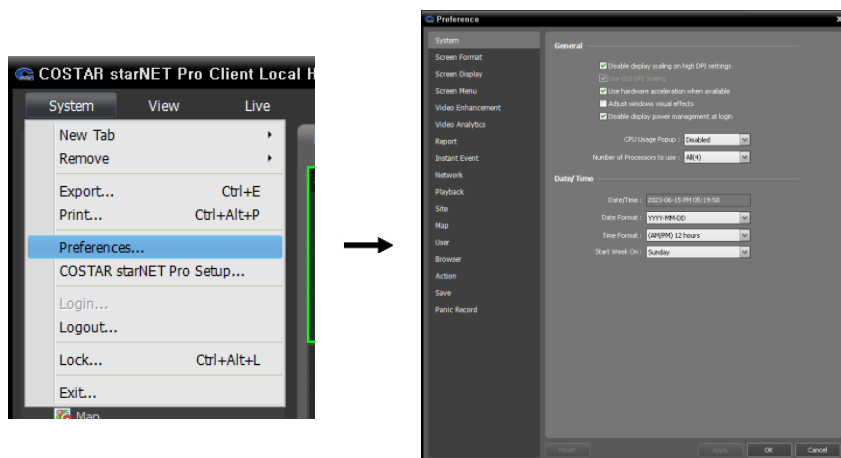 COSTAR starNET Pro Client Local H
System View Live
New Tab
Remove
Export... Ctrl+E
Print... Ctrl+Alt+P
Preferences...
COSTAR starNET Pro Setup...
Login...
Logout...
Lock... Ctrl+Alt+L
Exit...
Map
Preference
System
Screen Format
Screen Display
Screen Menu
Video Enhancement
Video Analytics
Report
Instant Event
Network
Playback
Site
Map
User
Browser
Action
Save
Panic Record
General
Disable display scaling on high DPI settings
Use GDI DPI Scaling
Use hardware acceleration when available
Adjust windows visual effects
Disable display power management at login
CPU Usage Popup : Disabled
Number of Processors to use : All(4)
Date/Time
Date/Time : 2023-06-15 PM 05:19:50
Date Format : YYYY-MM-DD
Time Format : (AM/PM) 12 hours
Start Week On : Sunday
Reset Apply OK Cancel